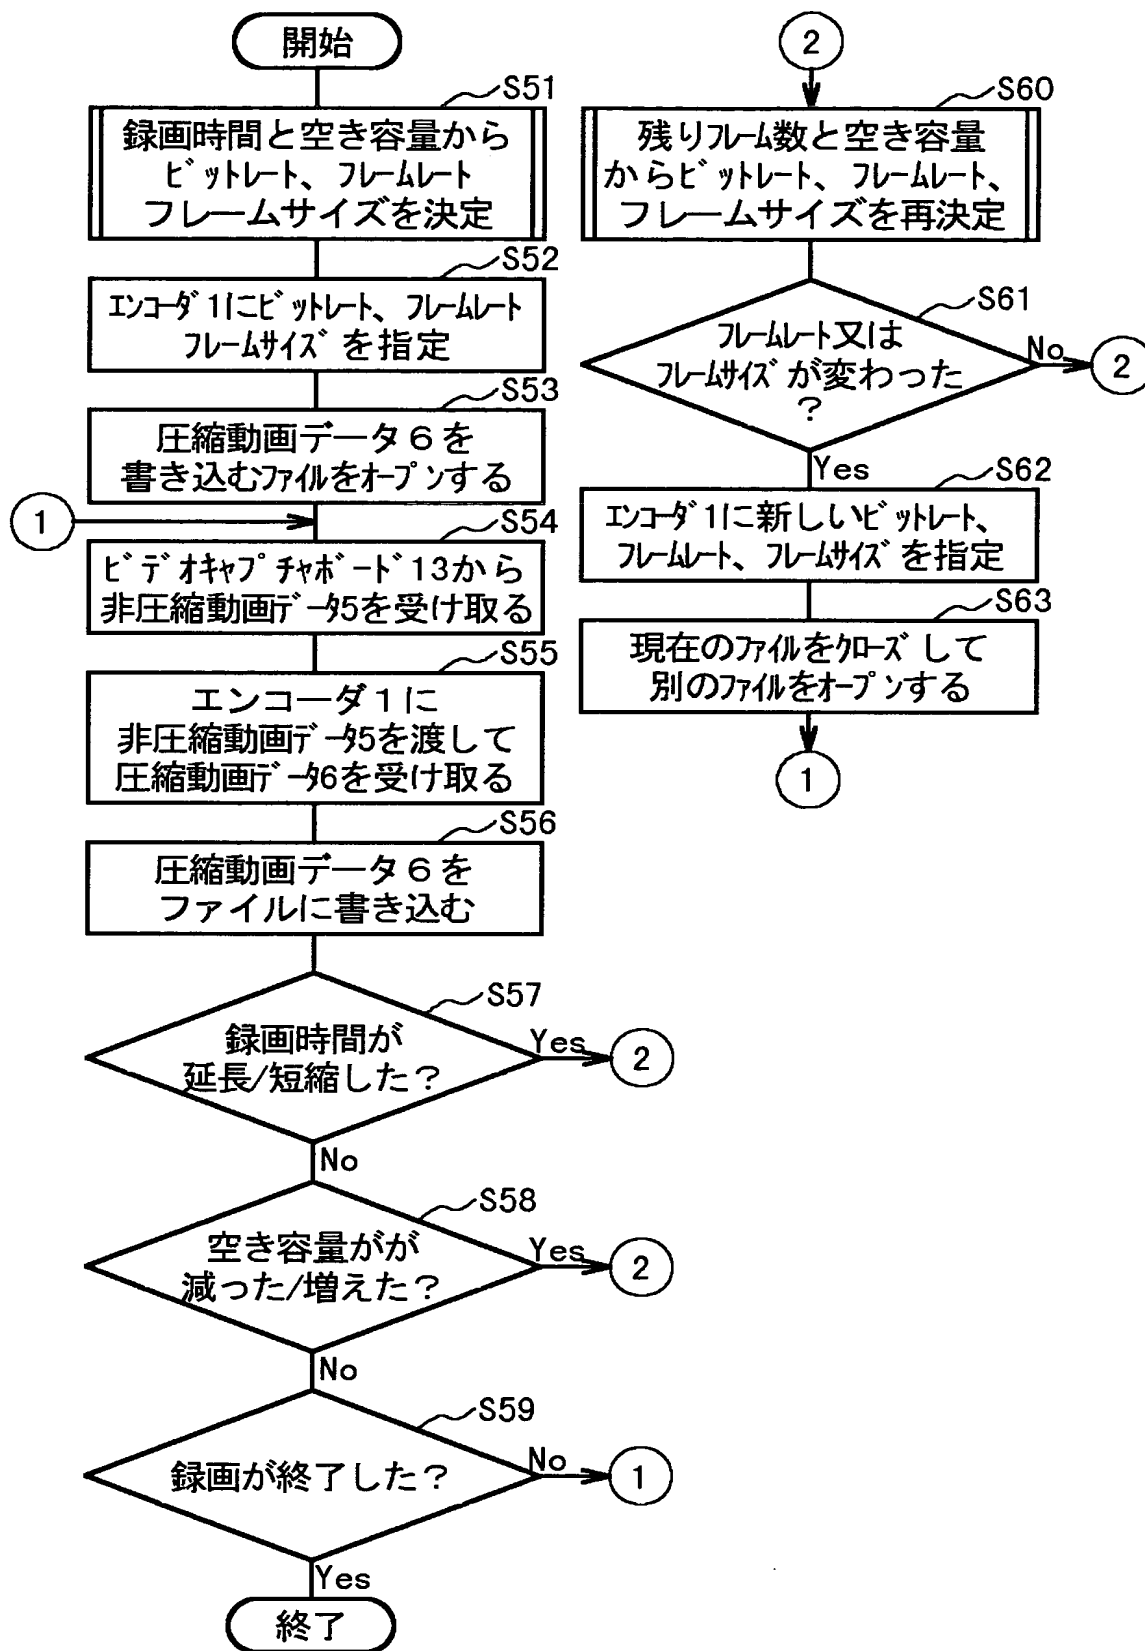 開始
S51
録画時間と空き容量から
ビットレート、フレームレート
フレームサイズを決定
S52
エンコーダ1にビットレート、フレームレート
フレームサイズを指定
S53
圧縮動画データ6を
書き込むファイルをオープンする
1
S54
ビデオキャプチャボード13から
非圧縮動画データ5を受け取る
S55
エンコーダ1に
非圧縮動画データ5を渡して
圧縮動画データ6を受け取る
S56
圧縮動画データ6を
ファイルに書き込む
S57
録画時間が
延長/短縮した?
Yes
2
No
S58
空き容量がが
減った/増えた?
Yes
2
No
S59
録画が終了した?
No
1
Yes
終了
2
S60
残りフレーム数と空き容量
からビットレート、フレームレート、
フレームサイズを再決定
S61
フレームレート又は
フレームサイズが変わった
?
No
2
Yes
S62
エンコーダ1に新しいビットレート、
フレームレート、フレームサイズを指定
S63
現在のファイルをクローズして
別のファイルをオープンする
1